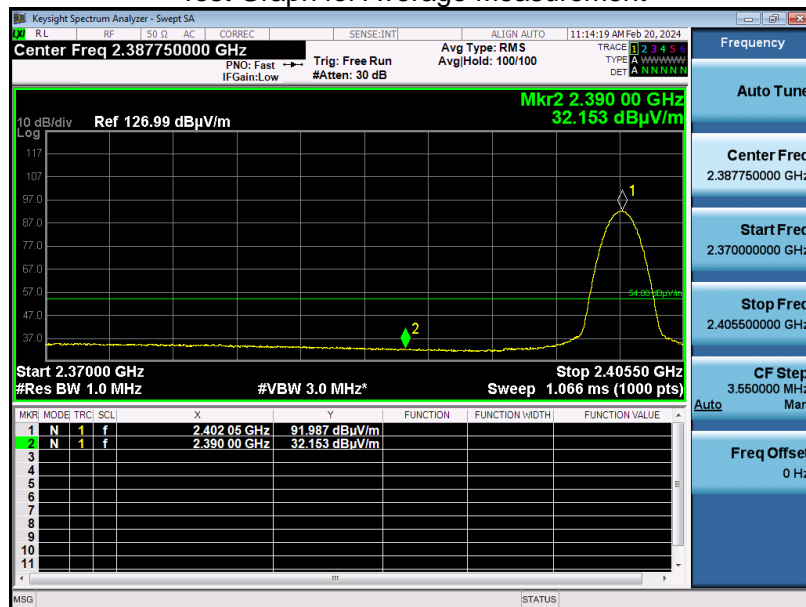 Keysight Spectrum Analyzer - Swept SA
LXI RL RF 50 Ω AC CORREC SENSE:INT ALIGN AUTO 11:14:19 AM Feb 20, 2024
Center Freq 2.387750000 GHz
PNO: Fast
IFGain:Low
Trig: Free Run
#Atten: 30 dB
Avg Type: RMS
Avg|Hold: 100/100
TRACE 1 2 3 4 5 6
TYPE A WWWWW
DET A N N N N N
Mkr2 2.390 00 GHz
32.153 dBµV/m
10 dB/div Ref 126.99 dBµV/m
Log
117
107
97.0
87.0
77.0
67.0
57.0
47.0
37.0
1
54.00 dBµV/m
2
Start 2.37000 GHz Stop 2.40550 GHz
#Res BW 1.0 MHz #VBW 3.0 MHz* Sweep 1.066 ms (1000 pts)
MKR MODE TRC SCL X Y FUNCTION FUNCTION WIDTH FUNCTION VALUE
1 N 1 f 2.402 05 GHz 91.987 dBµV/m
2 N 1 f 2.390 00 GHz 32.153 dBµV/m
3
4
5
6
7
8
9
10
11
MSG STATUS
Frequency
Auto Tune
Center Freq
2.387750000 GHz
Start Freq
2.370000000 GHz
Stop Freq
2.405500000 GHz
CF Step
3.550000 MHz
Auto Man
Freq Offset
0 Hz